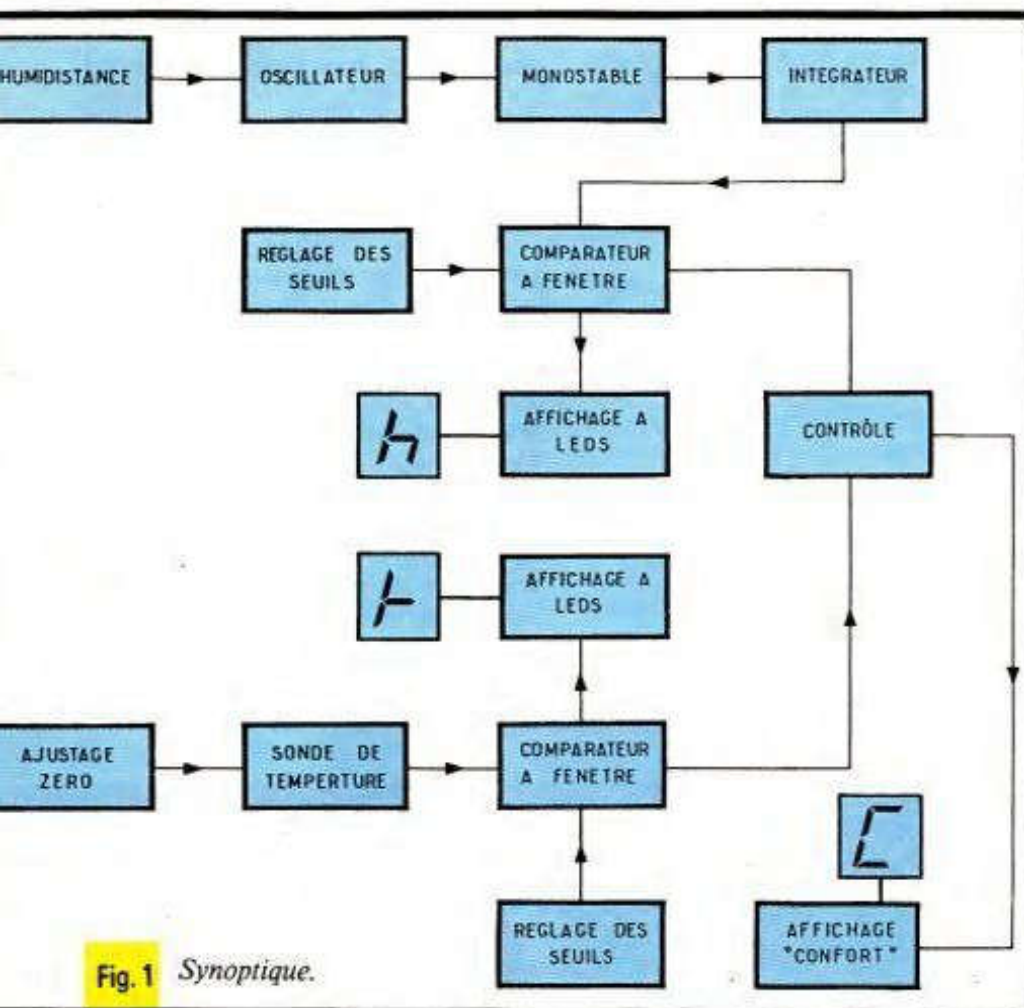 HUMIDISTANCE
OSCILLATEUR
MONOSTABLE
INTEGRATEUR
REGLAGE DES
SEUILS
COMPARATEUR
A FENETRE
h
AFFICHAGE A
LEDS
CONTRÔLE
AFFICHAGE A
LEDS
AJUSTAGE
ZERO
SONDE DE
TEMPERTURE
COMPARATEUR
A FENETRE
C
REGLAGE DES
SEUILS
AFFICHAGE
"CONFORT"
Fig. 1 Synoptique.